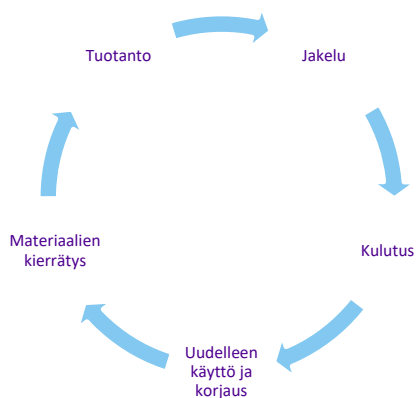 Tuotanto
Jakelu
Kulutus
Uudelleen
käyttö ja
korjaus
Materiaalien
kierrätys